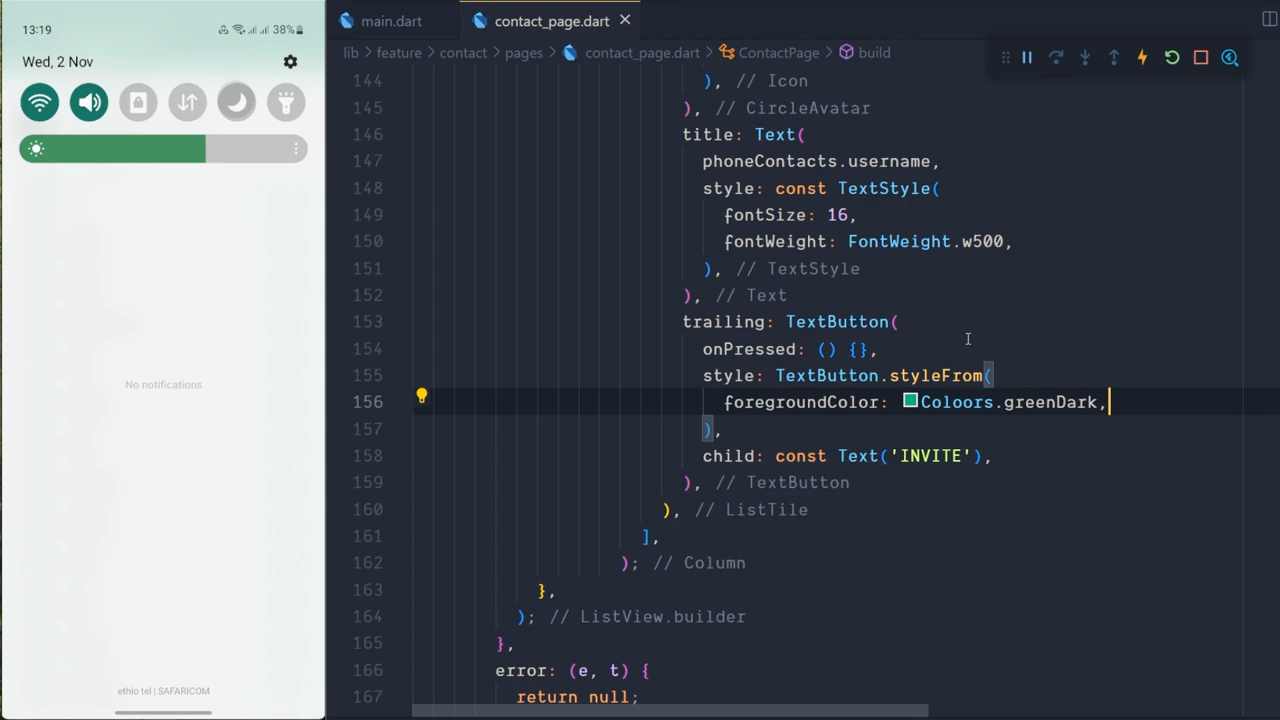 13:19
38%
Wed, 2 Nov
No notifications
ethio tel | SAFARICOM
main.dart
contact_page.dart
lib > feature > contact > pages > contact_page.dart > ContactPage > build
144 ), // Icon
145 ), // CircleAvatar
146 title: Text(
147 phoneContacts.username,
148 style: const TextStyle(
149 fontSize: 16,
150 fontWeight: FontWeight.w500,
151 ), // TextStyle
152 ), // Text
153 trailing: TextButton(
154 onPressed: () {},
155 style: TextButton.styleFrom(
156 foregroundColor: Coloors.greenDark,
157 ),
158 child: const Text('INVITE'),
159 ), // TextButton
160 ), // ListTile
161 ],
162 ); // Column
163 },
164 ); // ListView.builder
165 },
166 error: (e, t) {
167 return null;